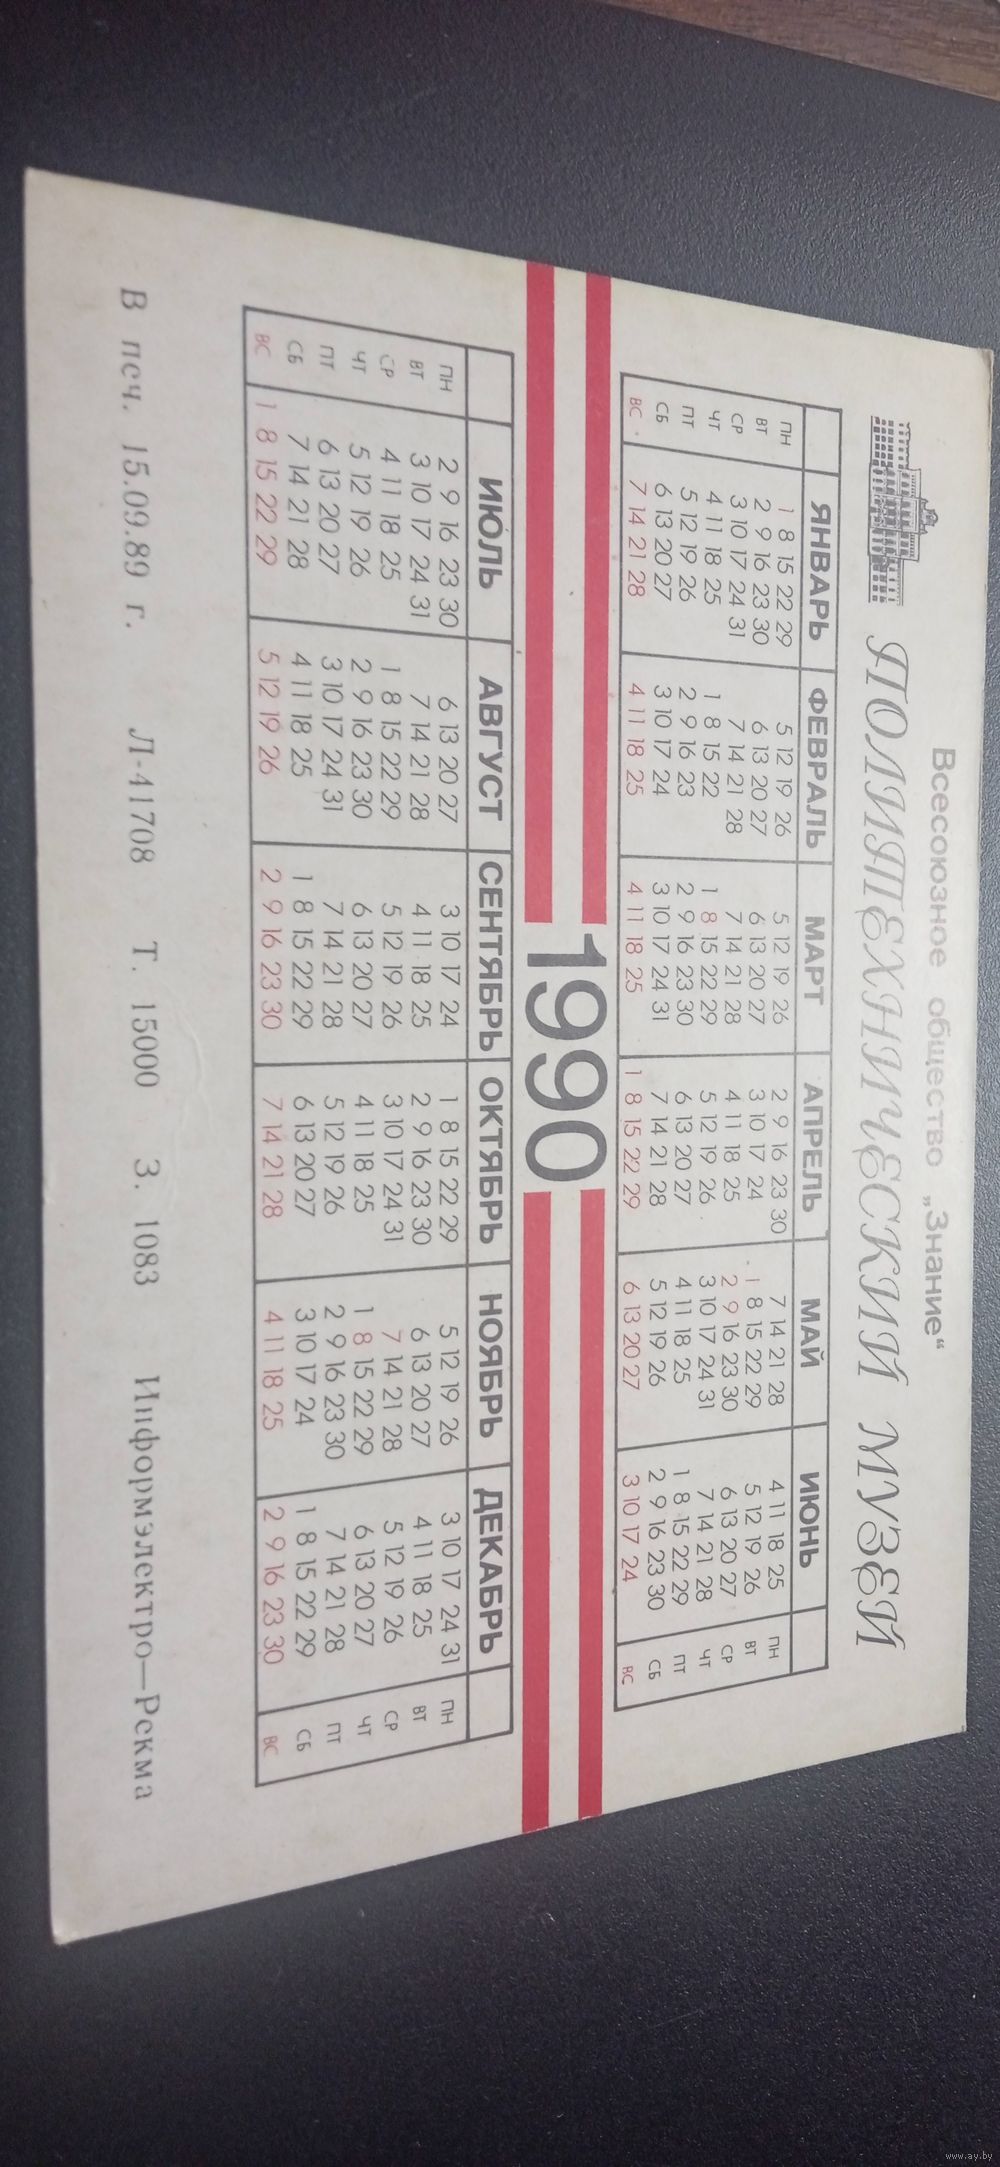 Всесоюзное общество „Знание“
ПОЛИТЕХНИЧЕСКИЙ МУЗЕЙ
ЯНВАРЬ ФЕВРАЛЬ МАРТ АПРЕЛЬ МАЙ ИЮНЬ
ПН 1 8 15 22 29 5 12 19 26 5 12 19 26 2 9 16 23 30 7 14 21 28 4 11 18 25 ПН
ВТ 2 9 16 23 30 6 13 20 27 6 13 20 27 3 10 17 24 1 8 15 22 29 5 12 19 26 ВТ
СР 3 10 17 24 31 7 14 21 28 7 14 21 28 4 11 18 25 2 9 16 23 30 6 13 20 27 СР
ЧТ 4 11 18 25 1 8 15 22 1 8 15 22 29 5 12 19 26 3 10 17 24 31 7 14 21 28 ЧТ
ПТ 5 12 19 26 2 9 16 23 2 9 16 23 30 6 13 20 27 4 11 18 25 1 8 15 22 29 ПТ
СБ 6 13 20 27 3 10 17 24 3 10 17 24 31 7 14 21 28 5 12 19 26 2 9 16 23 30 СБ
ВС 7 14 21 28 4 11 18 25 4 11 18 25 1 8 15 22 29 6 13 20 27 3 10 17 24 ВС
1990
ИЮЛЬ АВГУСТ СЕНТЯБРЬ ОКТЯБРЬ НОЯБРЬ ДЕКАБРЬ
ПН 2 9 16 23 30 6 13 20 27 3 10 17 24 1 8 15 22 29 5 12 19 26 3 10 17 24 31 ПН
ВТ 3 10 17 24 31 7 14 21 28 4 11 18 25 2 9 16 23 30 6 13 20 27 4 11 18 25 ВТ
СР 4 11 18 25 1 8 15 22 29 5 12 19 26 3 10 17 24 31 7 14 21 28 5 12 19 26 СР
ЧТ 5 12 19 26 2 9 16 23 30 6 13 20 27 4 11 18 25 1 8 15 22 29 6 13 20 27 ЧТ
ПТ 6 13 20 27 3 10 17 24 31 7 14 21 28 5 12 19 26 2 9 16 23 30 7 14 21 28 ПТ
СБ 7 14 21 28 4 11 18 25 1 8 15 22 29 6 13 20 27 3 10 17 24 1 8 15 22 29 СБ
ВС 1 8 15 22 29 5 12 19 26 2 9 16 23 30 7 14 21 28 4 11 18 25 2 9 16 23 30 ВС
В печ. 15.09.89 г. Л-41708 Т. 15000 З. 1083 Информэлектро—Рекма
www.ay.by